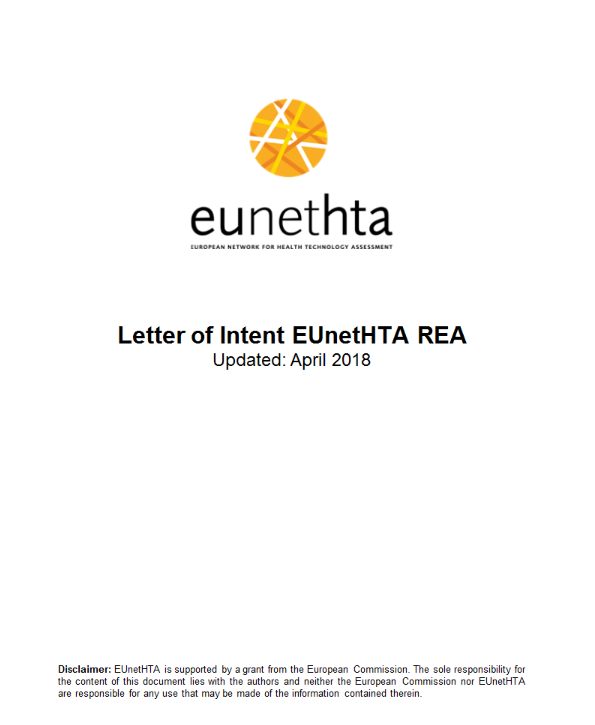 eunethta
EUROPEAN NETWORK FOR HEALTH TECHNOLOGY ASSESSMENT
Letter of Intent EUnetHTA REA
Updated: April 2018
Disclaimer: EUnetHTA is supported by a grant from the European Commission. The sole responsibility for
the content of this document lies with the authors and neither the European Commission nor EUnetHTA
are responsible for any use that may be made of the information contained therein.